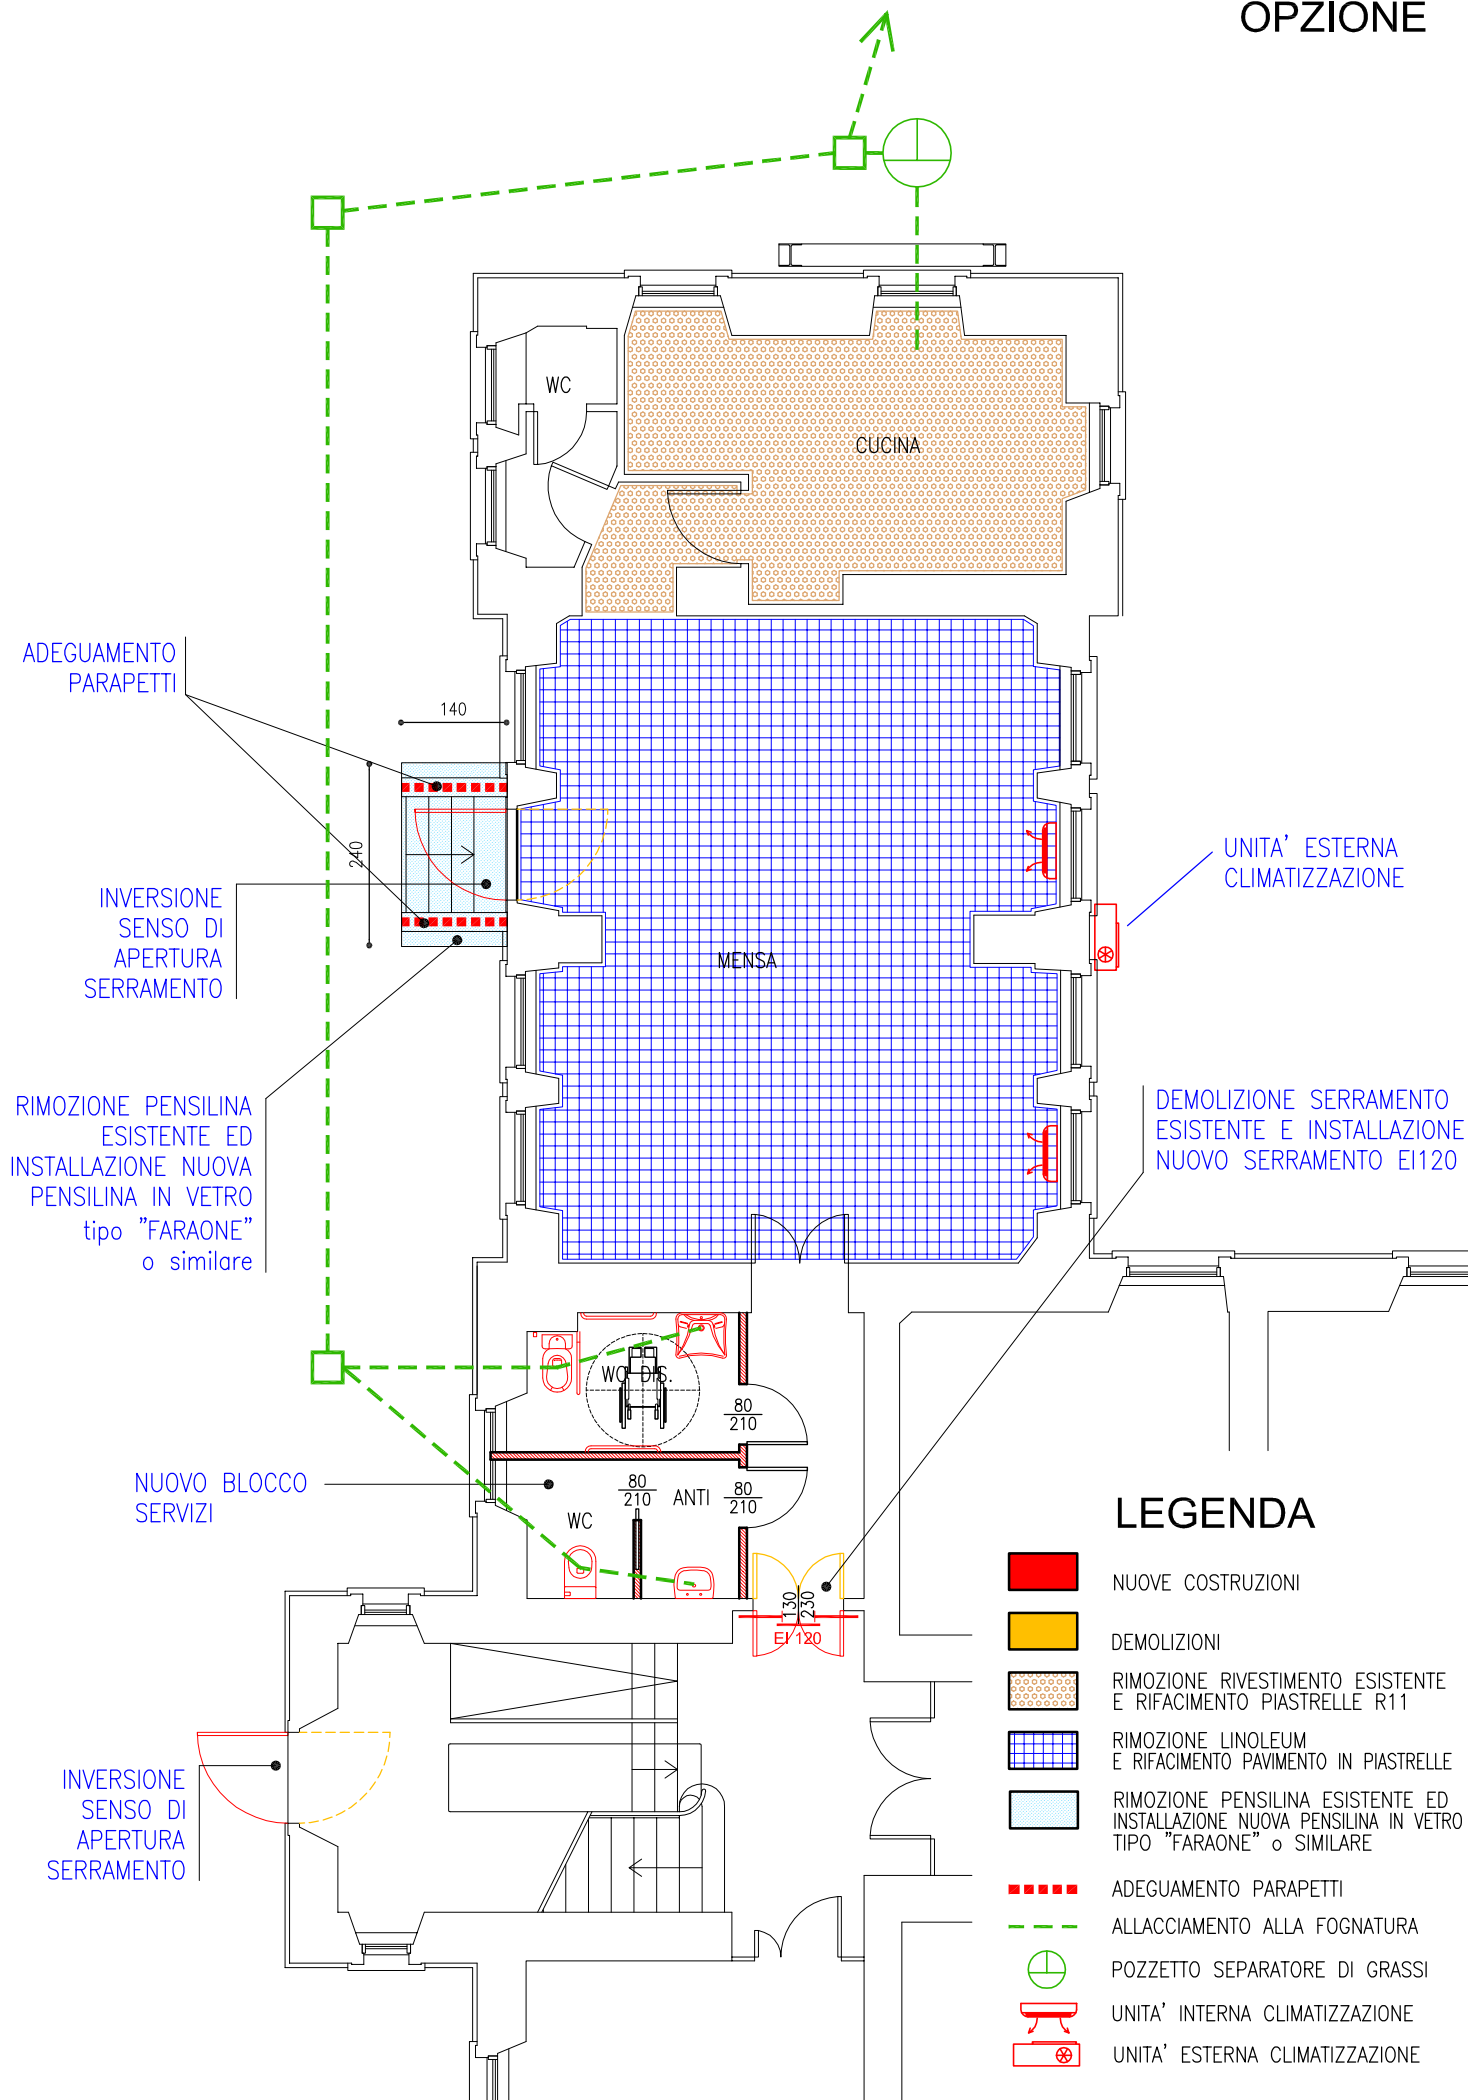 OPZIONE
WC
CUCINA
ADEGUAMENTO
PARAPETTI
140
240
UNITA' ESTERNA
CLIMATIZZAZIONE
INVERSIONE
SENSO DI
APERTURA
SERRAMENTO
MENSA
RIMOZIONE PENSILINA
ESISTENTE ED
INSTALLAZIONE NUOVA
PENSILINA IN VETRO
tipo "FARAONE"
o similare
DEMOLIZIONE SERRAMENTO
ESISTENTE E INSTALLAZIONE
NUOVO SERRAMENTO EI120
WC DIS.
80
210
NUOVO BLOCCO
SERVIZI
80
210
ANTI
80
210
WC
130
230
EI 120
INVERSIONE
SENSO DI
APERTURA
SERRAMENTO
LEGENDA
NUOVE COSTRUZIONI
DEMOLIZIONI
RIMOZIONE RIVESTIMENTO ESISTENTE
E RIFACIMENTO PIASTRELLE R11
RIMOZIONE LINOLEUM
E RIFACIMENTO PAVIMENTO IN PIASTRELLE
RIMOZIONE PENSILINA ESISTENTE ED
INSTALLAZIONE NUOVA PENSILINA IN VETRO
TIPO "FARAONE" o SIMILARE
ADEGUAMENTO PARAPETTI
ALLACCIAMENTO ALLA FOGNATURA
POZZETTO SEPARATORE DI GRASSI
UNITA' INTERNA CLIMATIZZAZIONE
UNITA' ESTERNA CLIMATIZZAZIONE